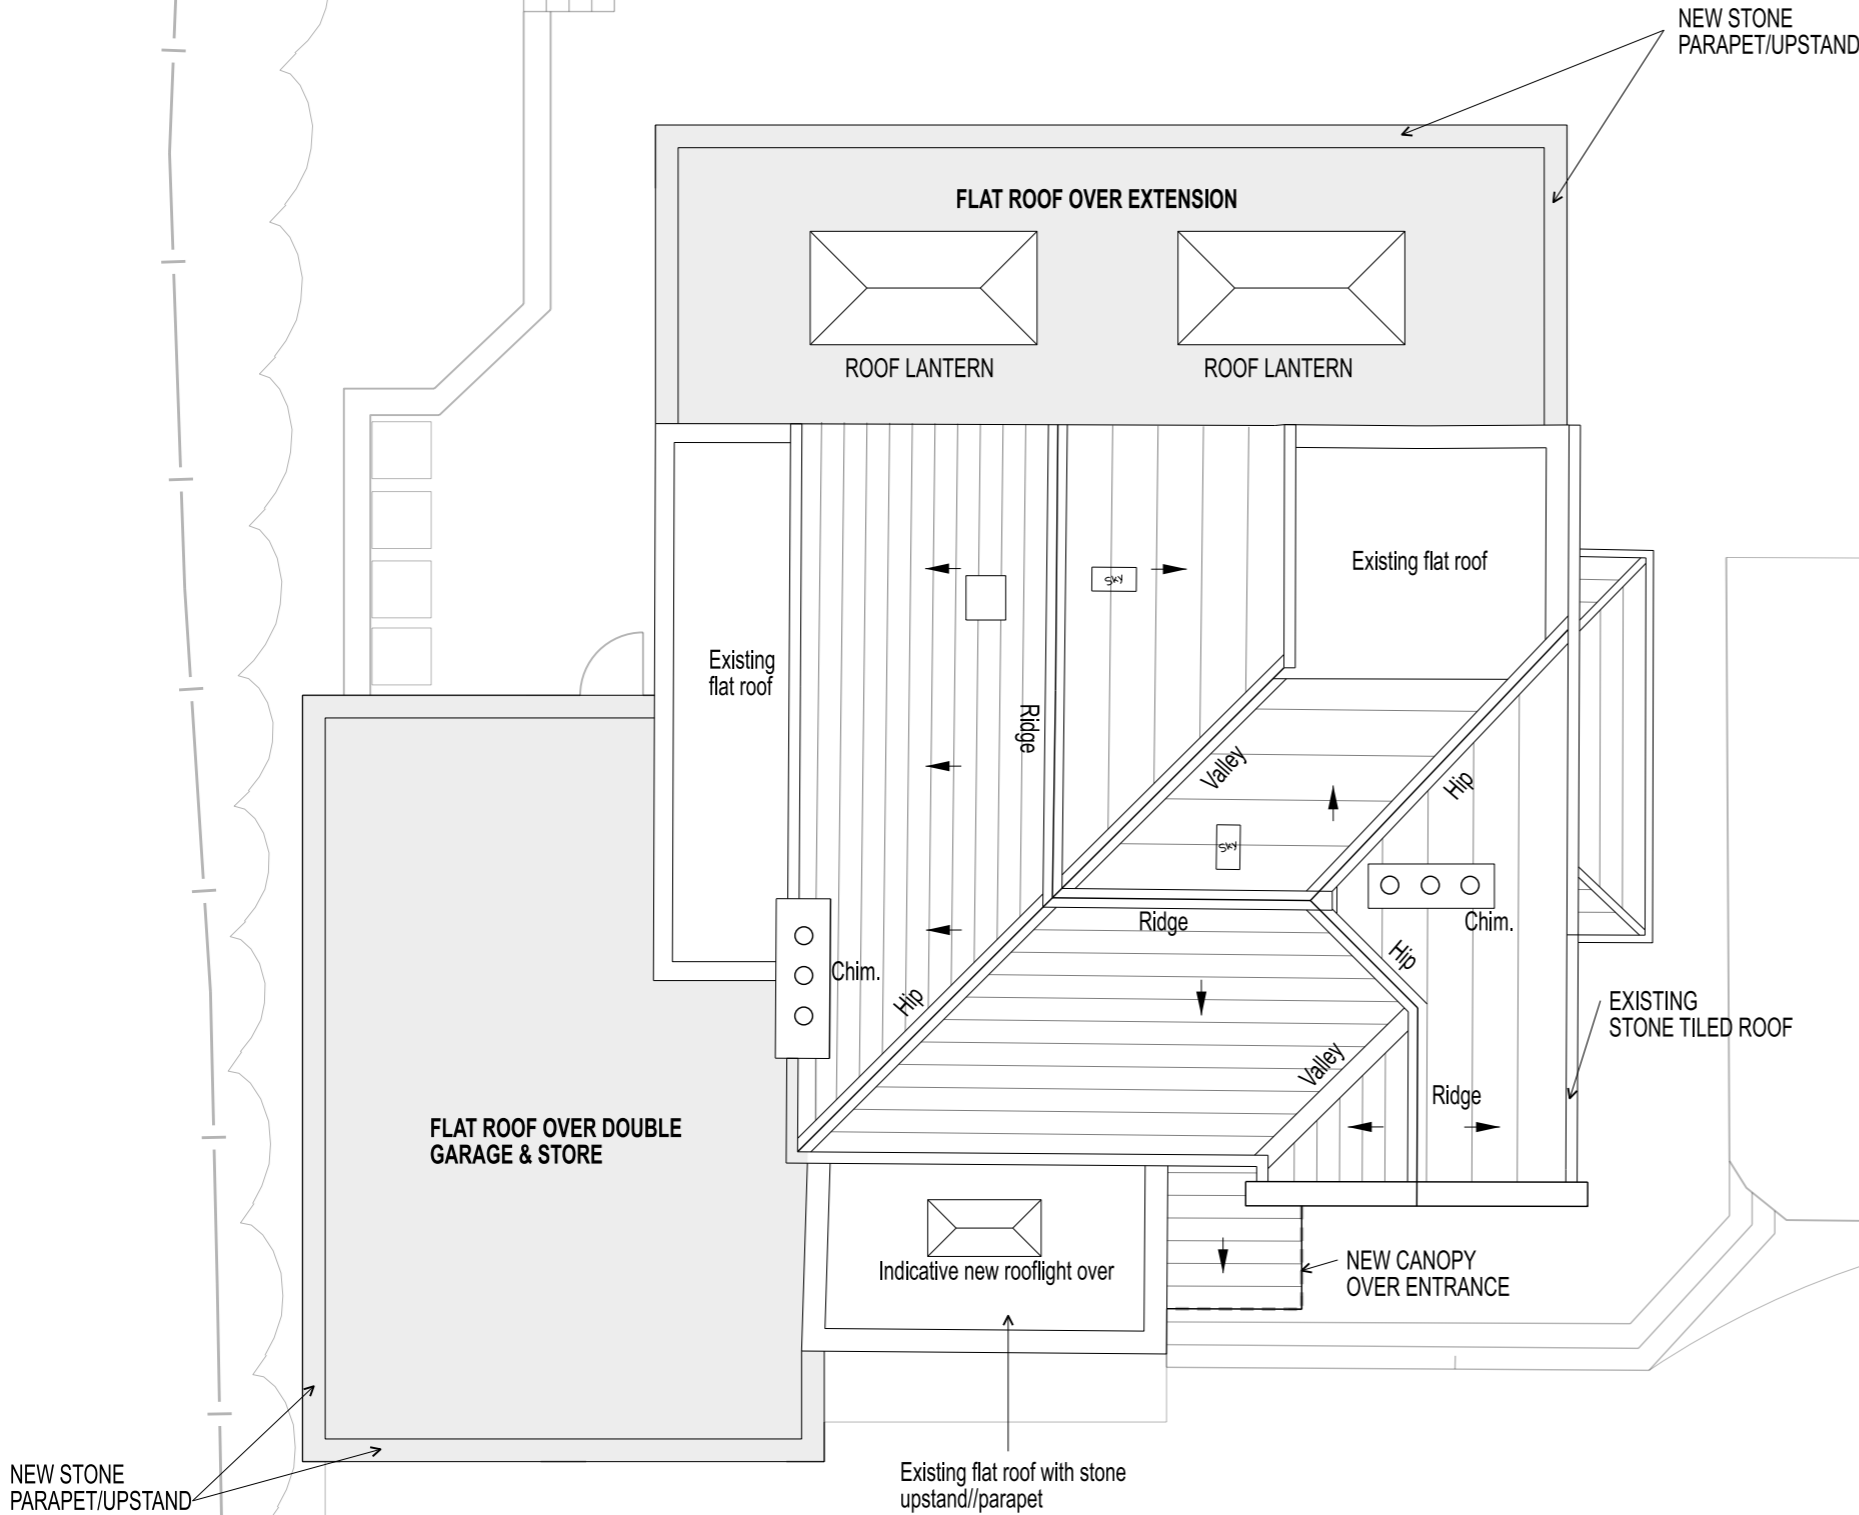 NEW STONE
PARAPET/UPSTAND
FLAT ROOF OVER EXTENSION
ROOF LANTERN
ROOF LANTERN
Existing flat roof
Sky
Existing
flat roof
Ridge
Valley
Hip
Sky
Ridge
Chim.
Hip
Chim.
Hip
EXISTING
STONE TILED ROOF
Valley
Ridge
FLAT ROOF OVER DOUBLE
GARAGE & STORE
NEW CANOPY
OVER ENTRANCE
Indicative new rooflight over
NEW STONE
PARAPET/UPSTAND
Existing flat roof with stone
upstand//parapet